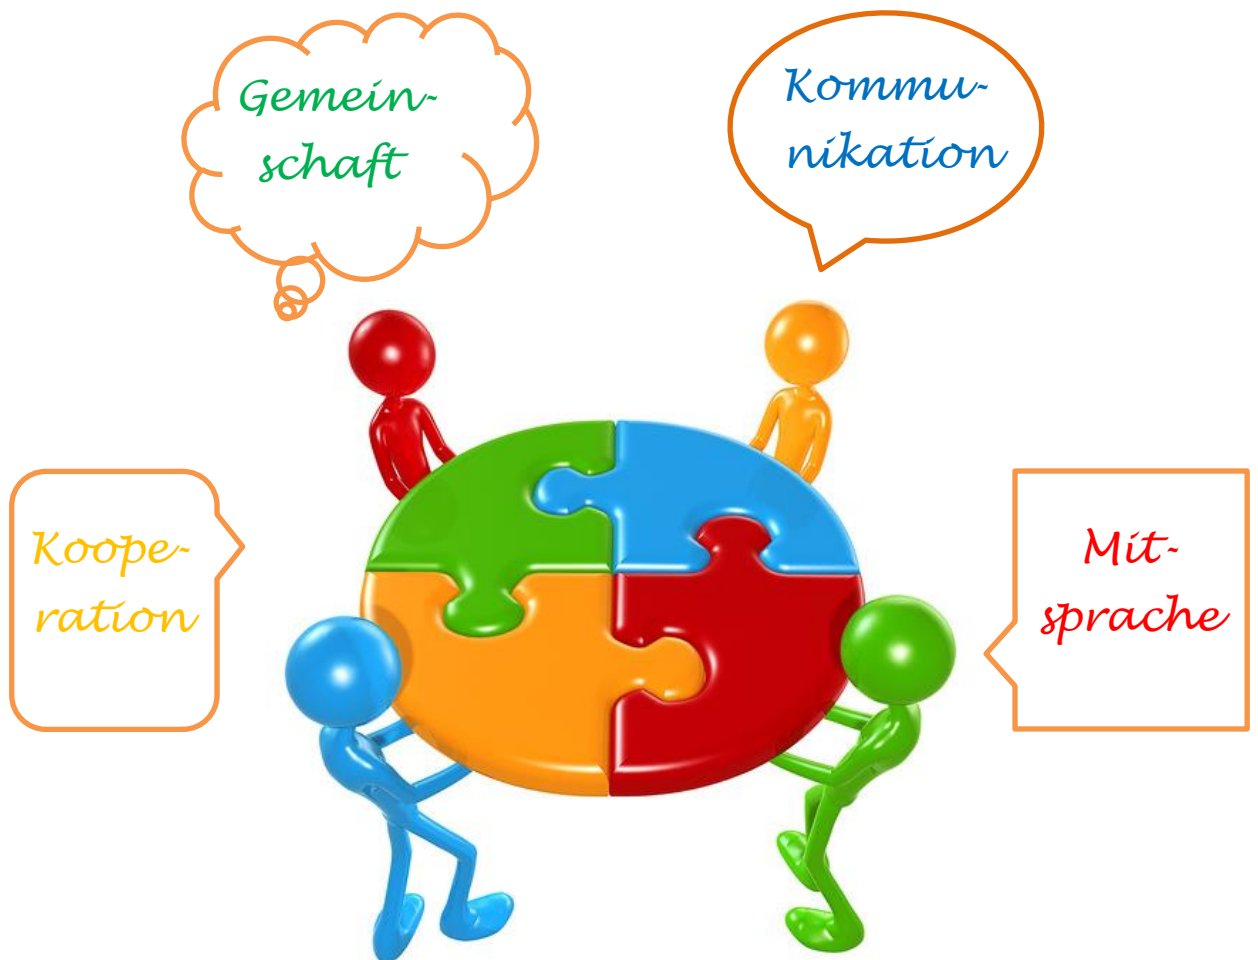 Gemein-
schaft
Kommu-
nikation
Koope-
ration
Mit-
sprache